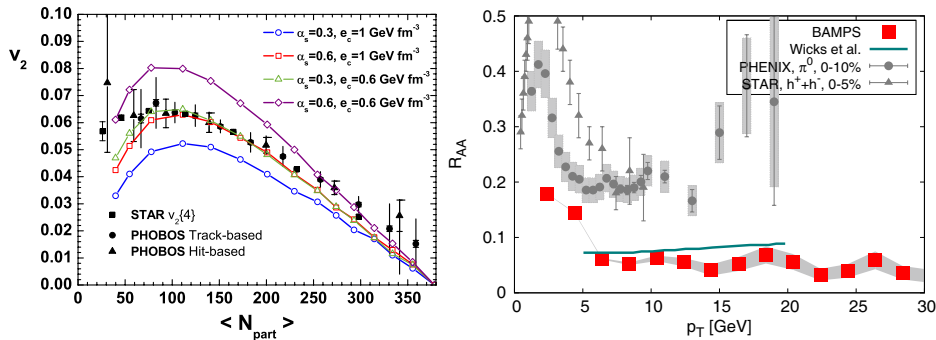 0.10
0.09
0.08
0.07
0.06
0.05
0.04
0.03
0.02
0.01
0.00
v₂
αs=0.3, ec=1 GeV fm⁻³
αs=0.6, ec=1 GeV fm⁻³
αs=0.3, ec=0.6 GeV fm⁻³
αs=0.6, ec=0.6 GeV fm⁻³
STAR v₂{4}
PHOBOS Track-based
PHOBOS Hit-based
0 50 100 150 200 250 300 350
< Npart >
0.5
0.4
0.3
0.2
0.1
0
RAA
BAMPS
Wicks et al.
PHENIX, π⁰, 0-10%
STAR, h⁺+h⁻, 0-5%
0 5 10 15 20 25 30
pT [GeV]